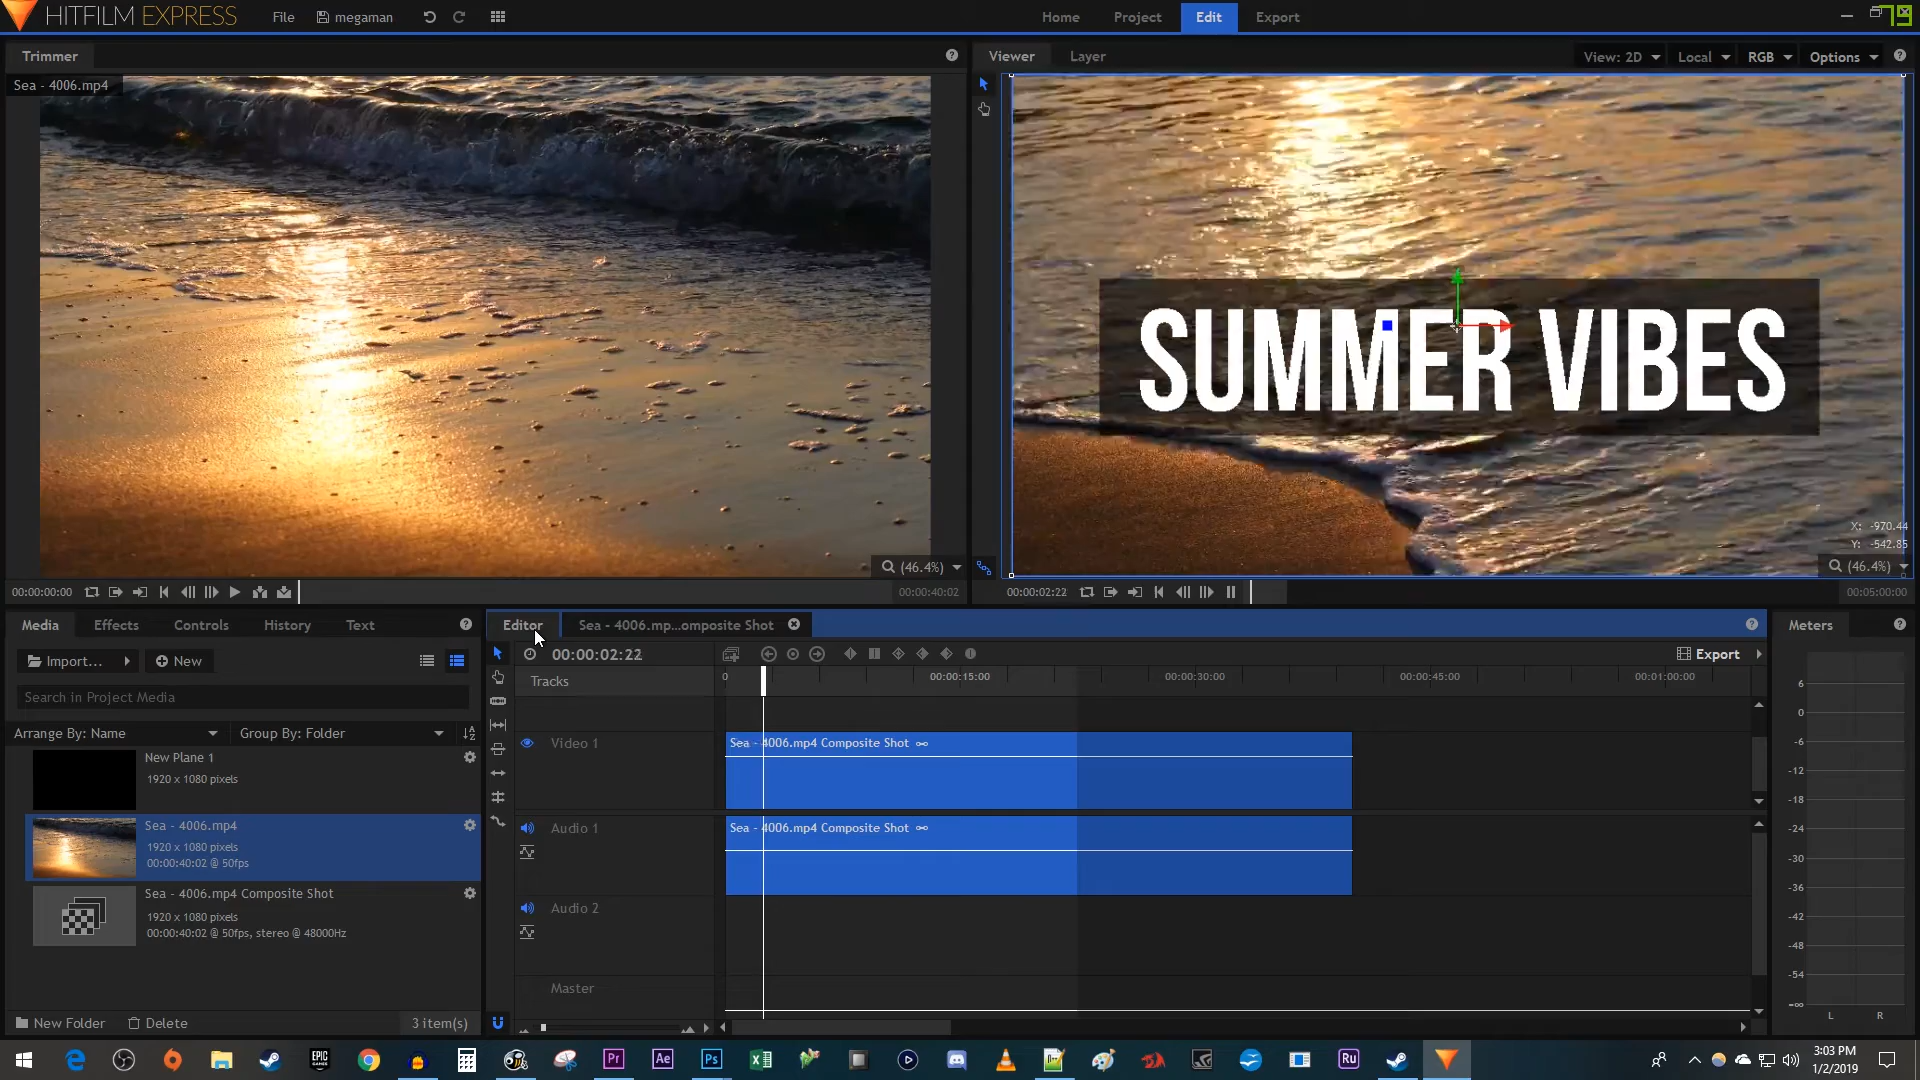 HITFILM EXPRESS
File
megaman
Home
Project
Edit
Export
79
Trimmer
Sea - 4006.mp4
(46.4%)
00:00:00:00
00:00:40:02
Viewer
Layer
View: 2D
Local
RGB
Options
SUMMER VIBES
X: -970.44
Y: -542.85
(46.4%)
00:00:02:22
00:05:00:00
Media
Effects
Controls
History
Text
Import...
New
Search in Project Media
Arrange By: Name
Group By: Folder
New Plane 1
1920 x 1080 pixels
Sea - 4006.mp4
1920 x 1080 pixels
00:00:40:02 @ 50fps
Sea - 4006.mp4 Composite Shot
1920 x 1080 pixels
00:00:40:02 @ 50fps, stereo @ 48000Hz
New Folder
Delete
3 item(s)
Editor
Sea - 4006.mp...omposite Shot
00:00:02:22
Export
Tracks
0
00:00:15:00
00:00:30:00
00:00:45:00
00:01:00:00
Video 1
Sea - 4006.mp4 Composite Shot
Audio 1
Sea - 4006.mp4 Composite Shot
Audio 2
Master
Meters
6
0
-6
-12
-18
-24
-30
-36
-42
-48
-54
-∞
L
R
EPIC
GAMES
Pr
Ae
Ps
Ru
3:03 PM
1/2/2019